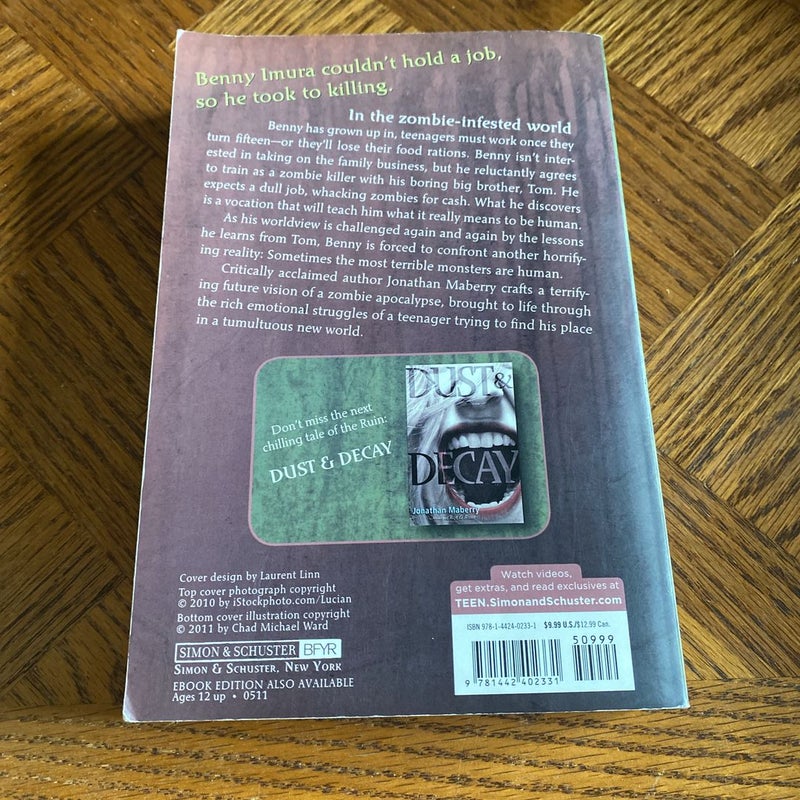 Benny Imura couldn't hold a job,
so he took to killing.
In the zombie-infested world
Benny has grown up in, teenagers must work once they
turn fifteen—or they'll lose their food rations. Benny isn't inter-
ested in taking on the family business, but he reluctantly agrees
to train as a zombie killer with his boring big brother, Tom. He
expects a dull job, whacking zombies for cash. What he discovers
is a vocation that will teach him what it really means to be human.
As his worldview is challenged again and again by the lessons
he learns from Tom, Benny is forced to confront another horrify-
ing reality: Sometimes the most terrible monsters are human.
Critically acclaimed author Jonathan Maberry crafts a terrify-
ing future vision of a zombie apocalypse, brought to life through
the rich emotional struggles of a teenager trying to find his place
in a tumultuous new world.
Don't miss the next
chilling tale of the Ruin:
DUST & DECAY
DUST &
DECAY
Jonathan Maberry
Cover design by Laurent Linn
Top cover photograph copyright
© 2010 by iStockphoto.com/Lucian
Bottom cover illustration copyright
© 2011 by Chad Michael Ward
SIMON & SCHUSTER BFYR
SIMON & SCHUSTER, NEW YORK
EBOOK EDITION ALSO AVAILABLE
Ages 12 up • 0511
Watch videos,
get extras, and read exclusives at
TEEN.SimonandSchuster.com
ISBN 978-1-4424-0233-1 $9.99 U.S./$12.99 Can.
50999
9 781442 402331